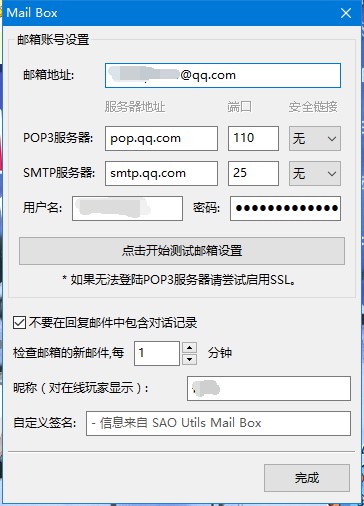 Mail Box
邮箱账号设置
邮箱地址: @qq.com
服务器地址 端口 安全链接
POP3服务器: pop.qq.com 110 无
SMTP服务器: smtp.qq.com 25 无
用户名: 密码: ●●●●●●●●●●●●●
点击开始测试邮箱设置
* 如果无法登陆POP3服务器请尝试启用SSL。
不要在回复邮件中包含对话记录
检查邮箱的新邮件,每 1 分钟
昵称（对在线玩家显示）:
自定义签名: - 信息来自 SAO Utils Mail Box
完成